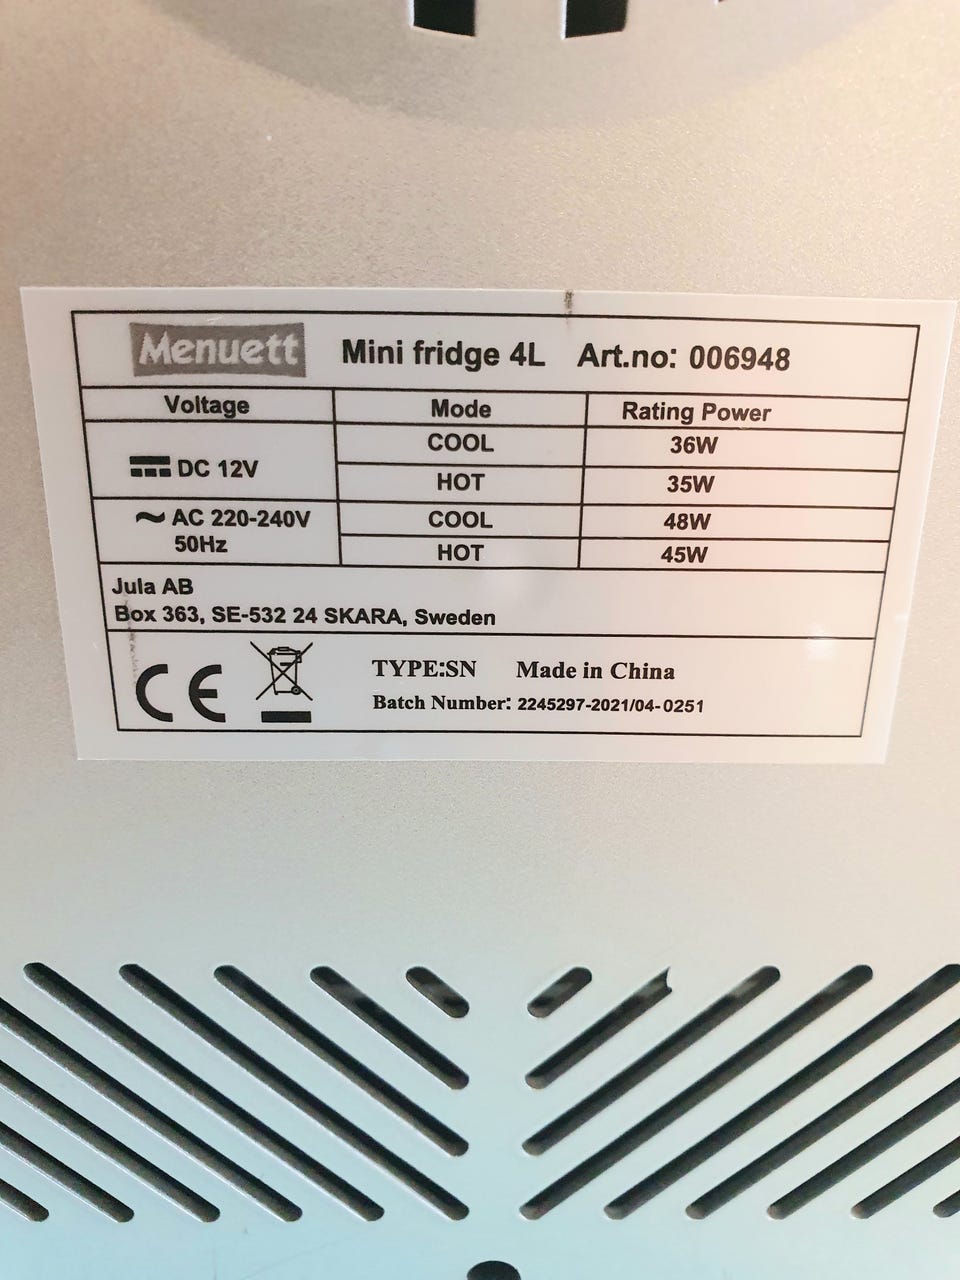 Menuett Mini fridge 4L Art.no: 006948
Voltage Mode Rating Power
DC 12V COOL 36W
HOT 35W
AC 220-240V 50Hz COOL 48W
HOT 45W
Jula AB
Box 363, SE-532 24 SKARA, Sweden
CE TYPE:SN Made in China
Batch Number: 2245297-2021/04-0251